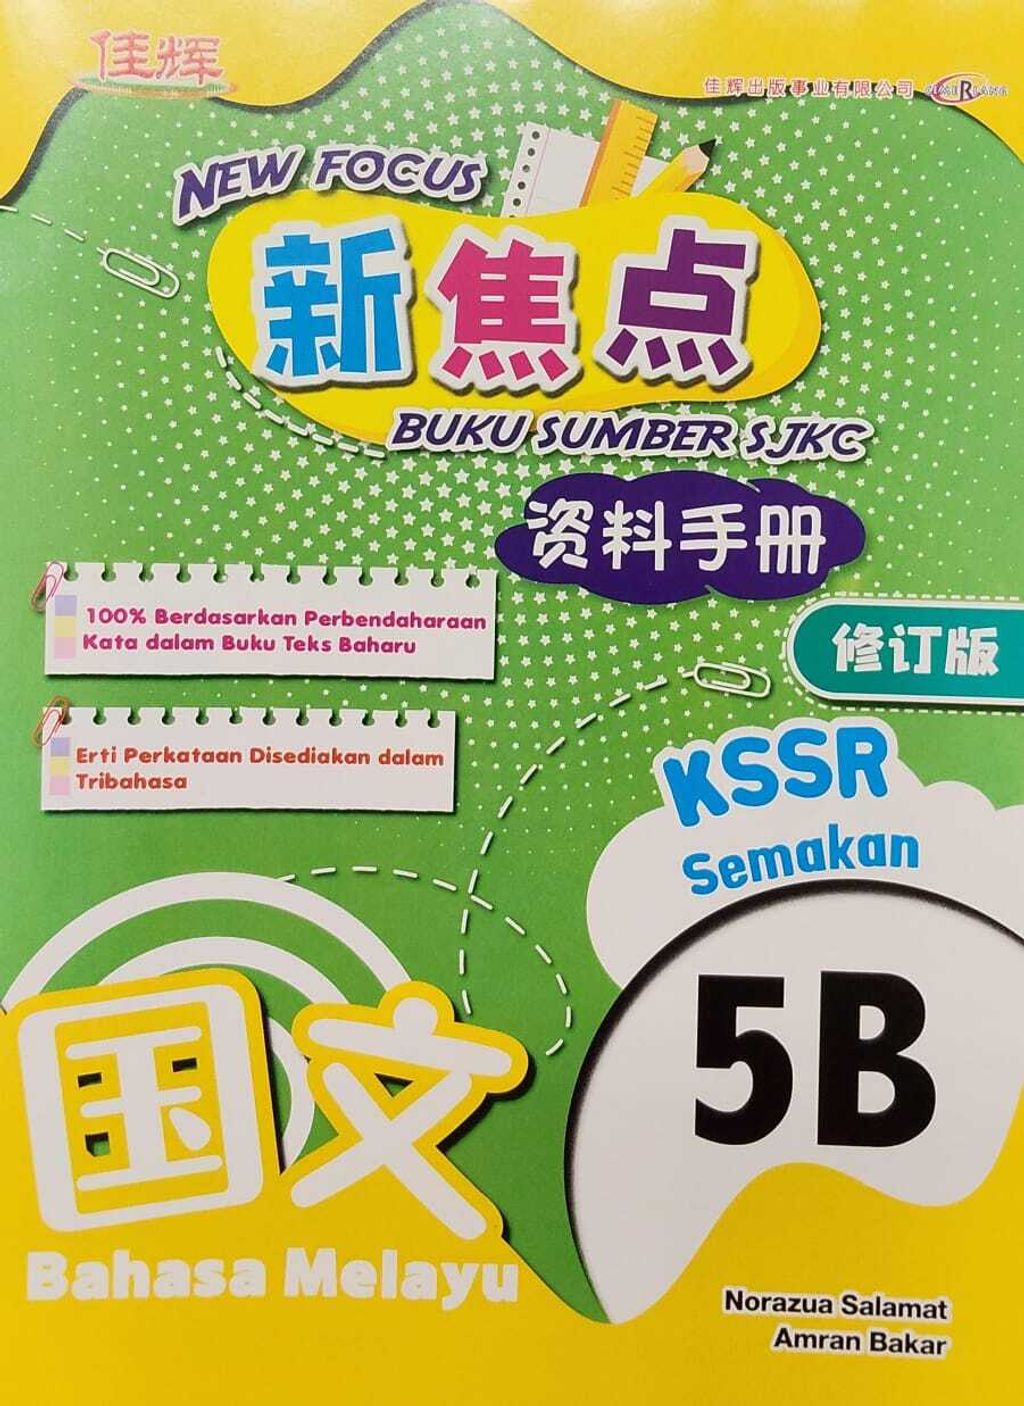 佳辉
佳辉出版事业有限公司
NEW FOCUS
新焦点
BUKU SUMBER SJKC
资料手册
100% Berdasarkan Perbendaharaan
Kata dalam Buku Teks Baharu
修订版
Erti Perkataan Disediakan dalam
Tribahasa
KSSR
Semakan
5B
国文
Bahasa Melayu
Norazua Salamat
Amran Bakar